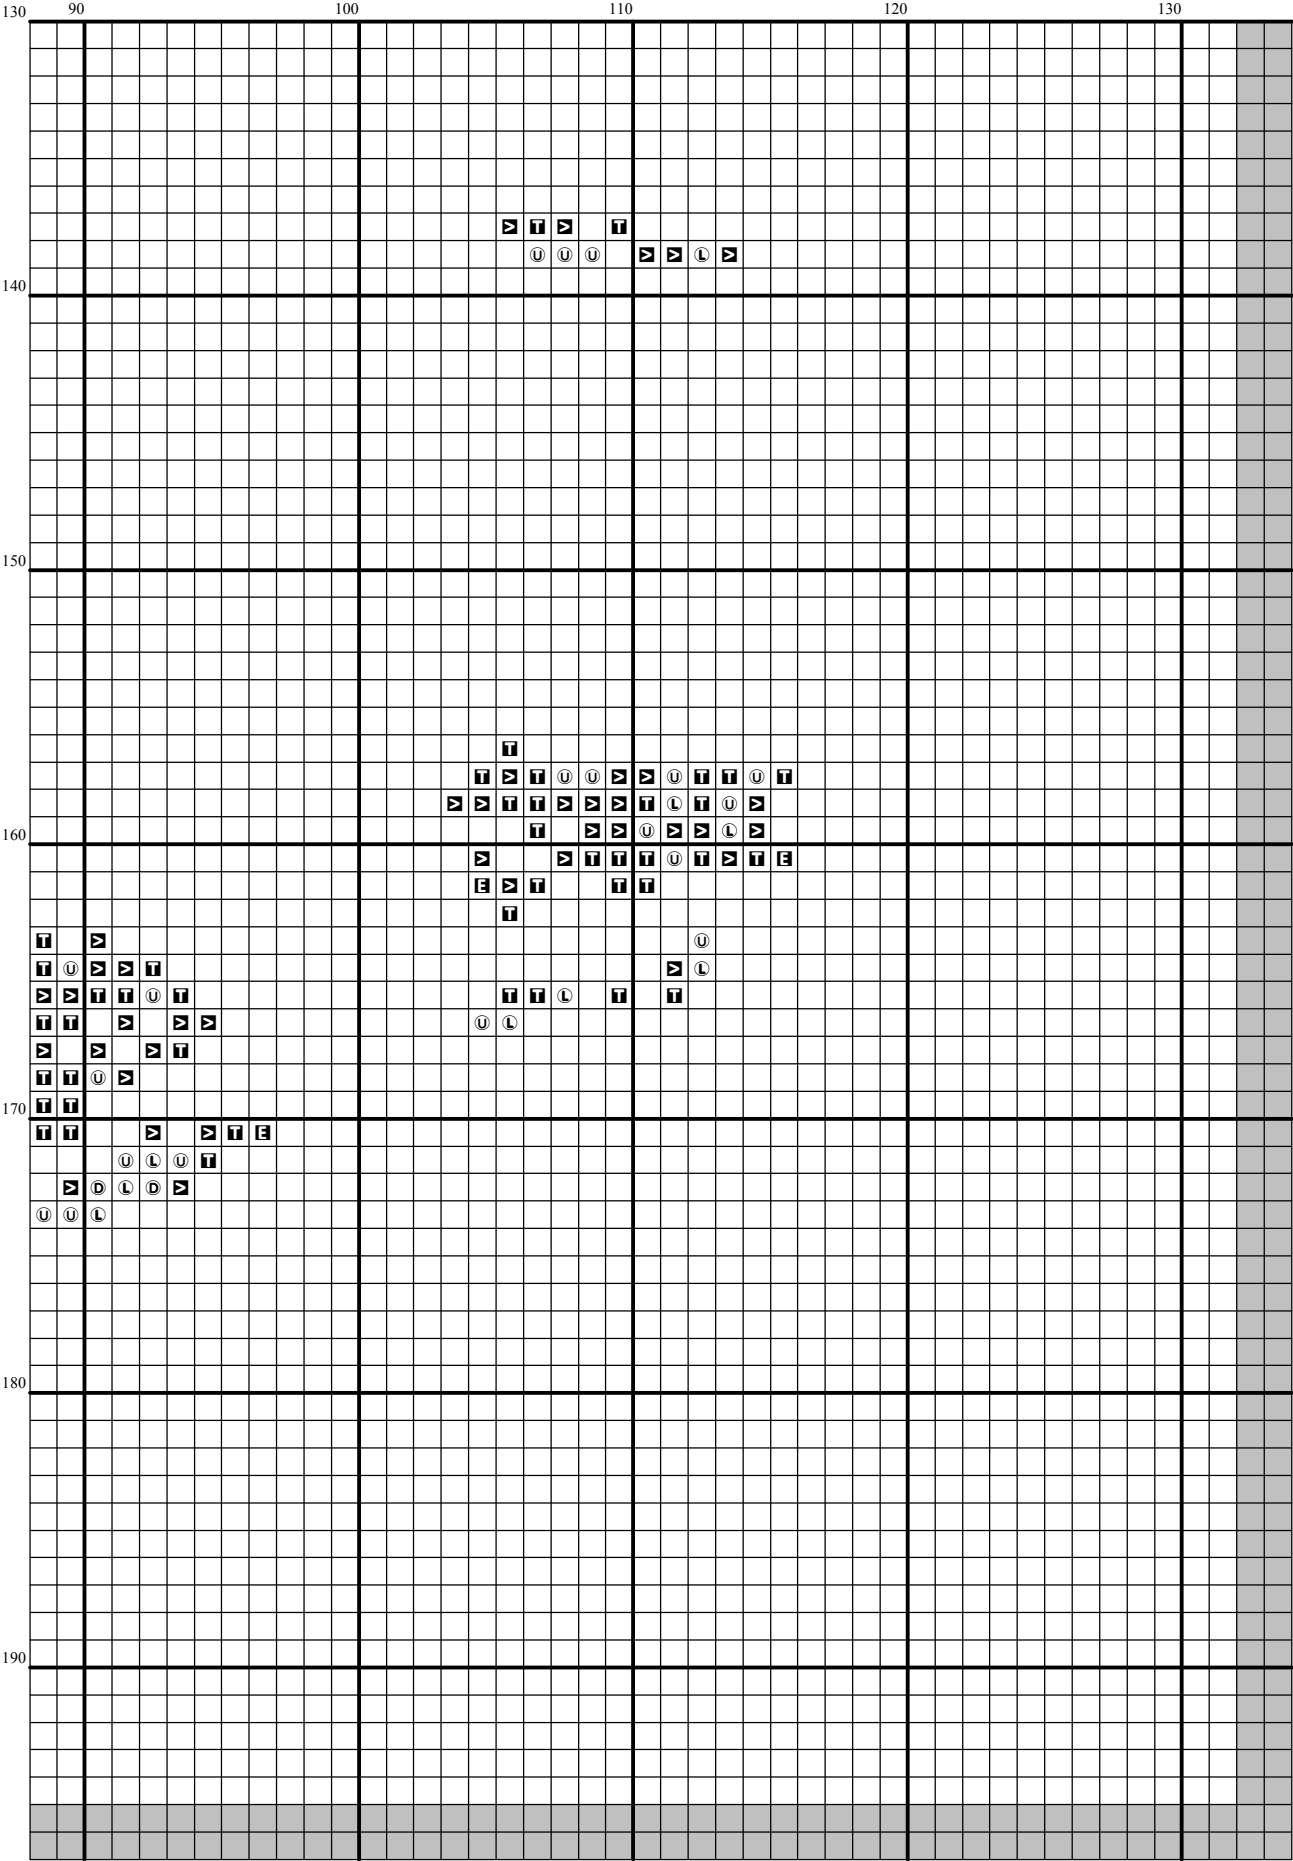 130 90 100 110 120 130
> T > T
U U U > > L >
140
150
T
T > T U U > > U T T U T
> > T T > > > T L T U >
160 T > > U > > L >
> > T T T U T > T E
E > T T T
T
T > U
T U > > T > L
> > T T U T T T L T T
T T > > > U L
> > > T
T T U >
170 T T
T T > > T E
U L U T
> D L D >
U U L
180
190